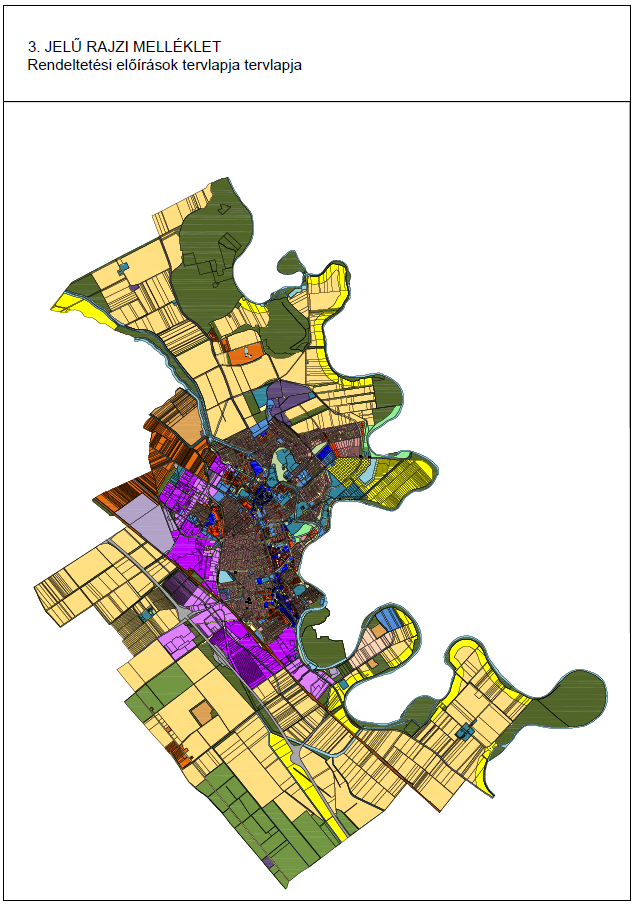 3. JELŰ RAJZI MELLÉKLET
Rendeltetési előírások tervlapja tervlapja